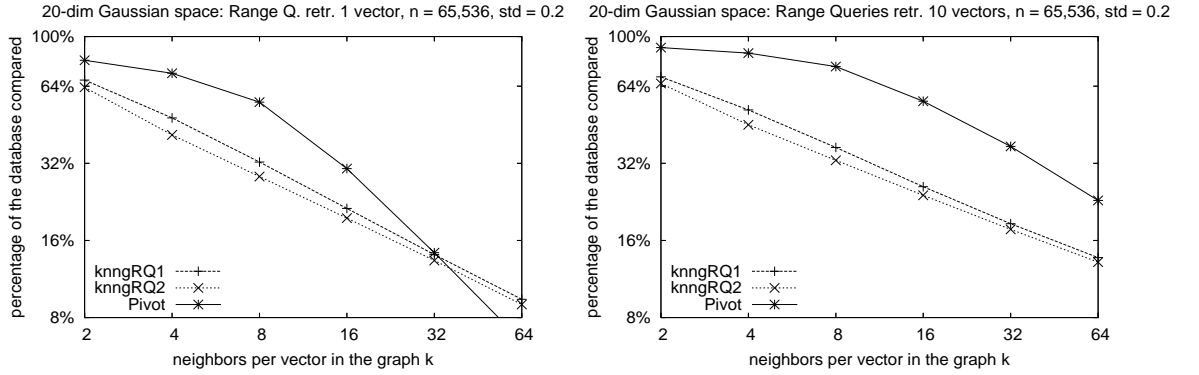 20-dim Gaussian space: Range Q. retr. 1 vector, n = 65,536, std = 0.2
percentage of the database compared
100%
64%
32%
16%
8%
knngRQ1
knngRQ2
Pivot
2 4 8 16 32 64
neighbors per vector in the graph k
20-dim Gaussian space: Range Queries retr. 10 vectors, n = 65,536, std = 0.2
percentage of the database compared
100%
64%
32%
16%
8%
knngRQ1
knngRQ2
Pivot
2 4 8 16 32 64
neighbors per vector in the graph k